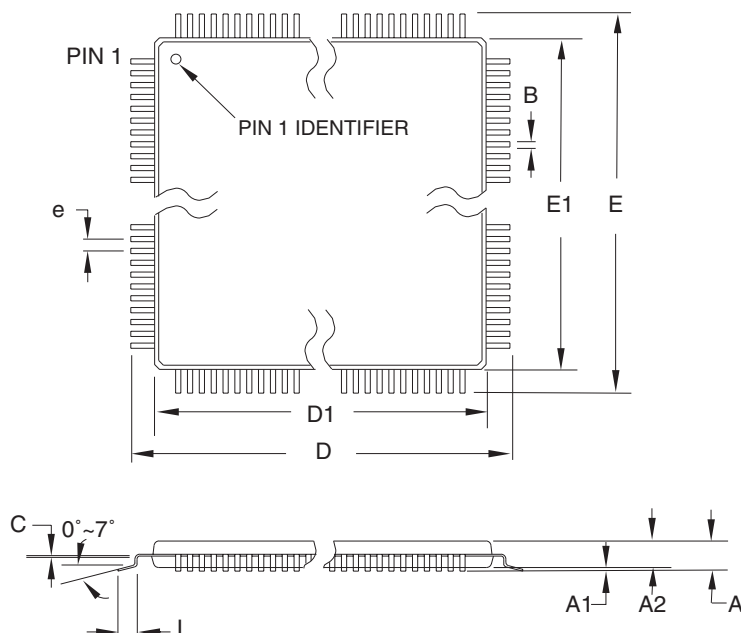 PIN 1
PIN 1 IDENTIFIER
B
e
E1
E
D1
D
C
0°~7°
A1
A2
A
L